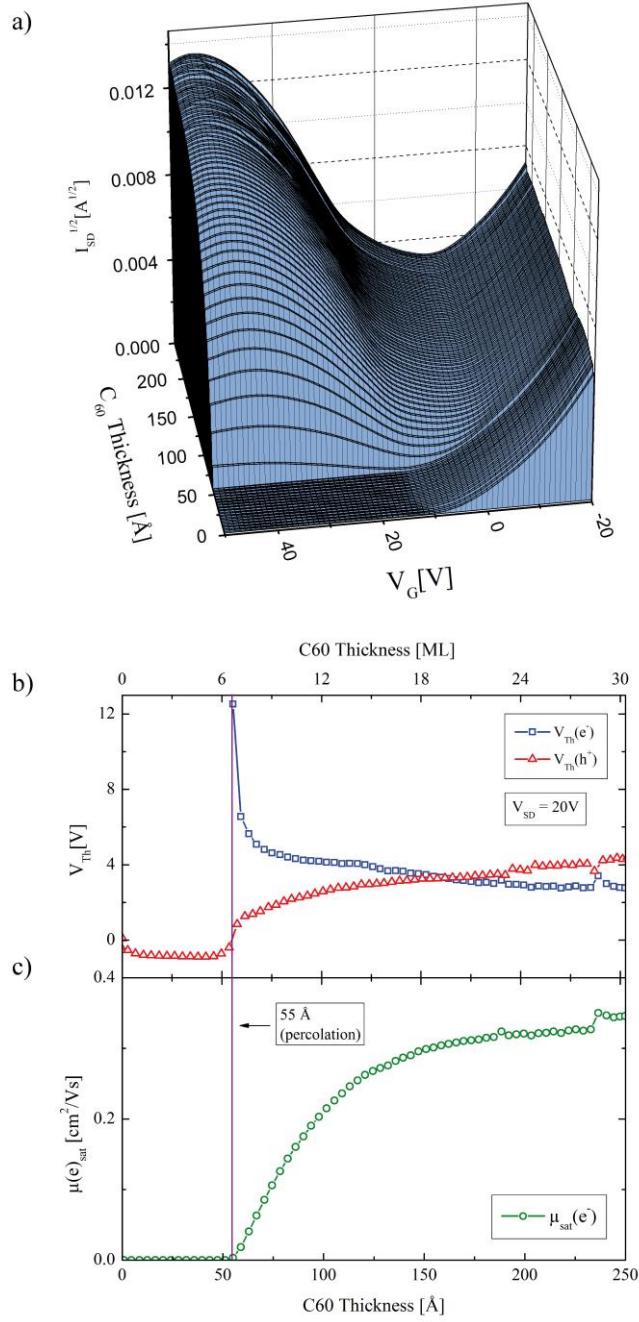 a)
0.012
0.008
0.004
0.000
I_SD^1/2[A^1/2]
200
150
100
50
0
C60 Thickness [Å]
40
20
0
-20
V_G[V]
C60 Thickness [ML]
b)
0 6 12 18 24 30
12
8
4
0
V_Th[V]
V_Th(e-)
V_Th(h+)
V_SD = 20V
c)
0.4
0.2
0.0
µ(e)_sat [cm²/Vs]
55 Å
(percolation)
µ_sat(e-)
0 50 100 150 200 250
C60 Thickness [Å]